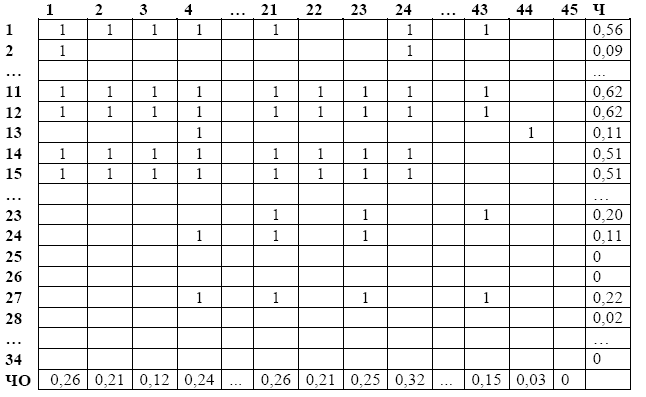 1 2 3 4 … 21 22 23 24 … 43 44 45 Ч
1 1 1 1 1 1 1 1 0,56
2 1 1 0,09
… ...
11 1 1 1 1 1 1 1 1 1 0,62
12 1 1 1 1 1 1 1 1 1 0,62
13 1 1 0,11
14 1 1 1 1 1 1 1 1 0,51
15 1 1 1 1 1 1 1 1 0,51
… …
23 1 1 1 0,20
24 1 1 1 0,11
25 0
26 0
27 1 1 1 1 0,22
28 0,02
… …
34 0
ЧО 0,26 0,21 0,12 0,24 ... 0,26 0,21 0,25 0,32 ... 0,15 0,03 0